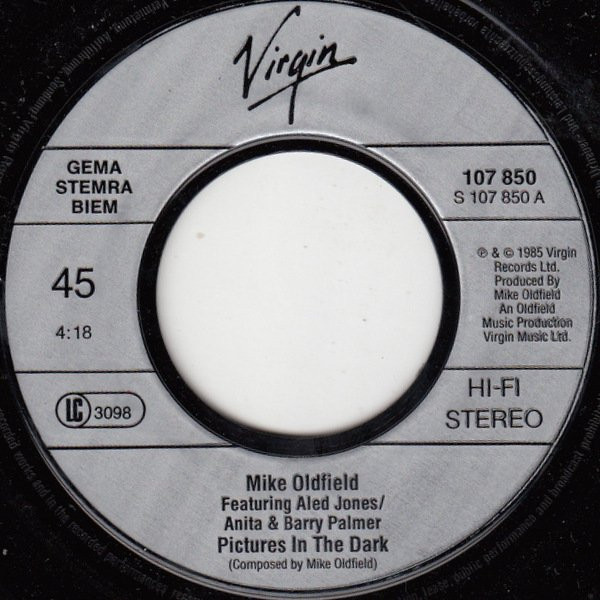 Virgin
GEMA
STEMRA
BIEM
107 850
S 107 850 A
45
4:18
℗ & © 1985 Virgin
Records Ltd.
Produced By
Mike Oldfield
An Oldfield
Music Production
Virgin Music Ltd.
LC 3098
HI-FI
STEREO
Mike Oldfield
Featuring Aled Jones/
Anita & Barry Palmer
Pictures In The Dark
(Composed by Mike Oldfield)